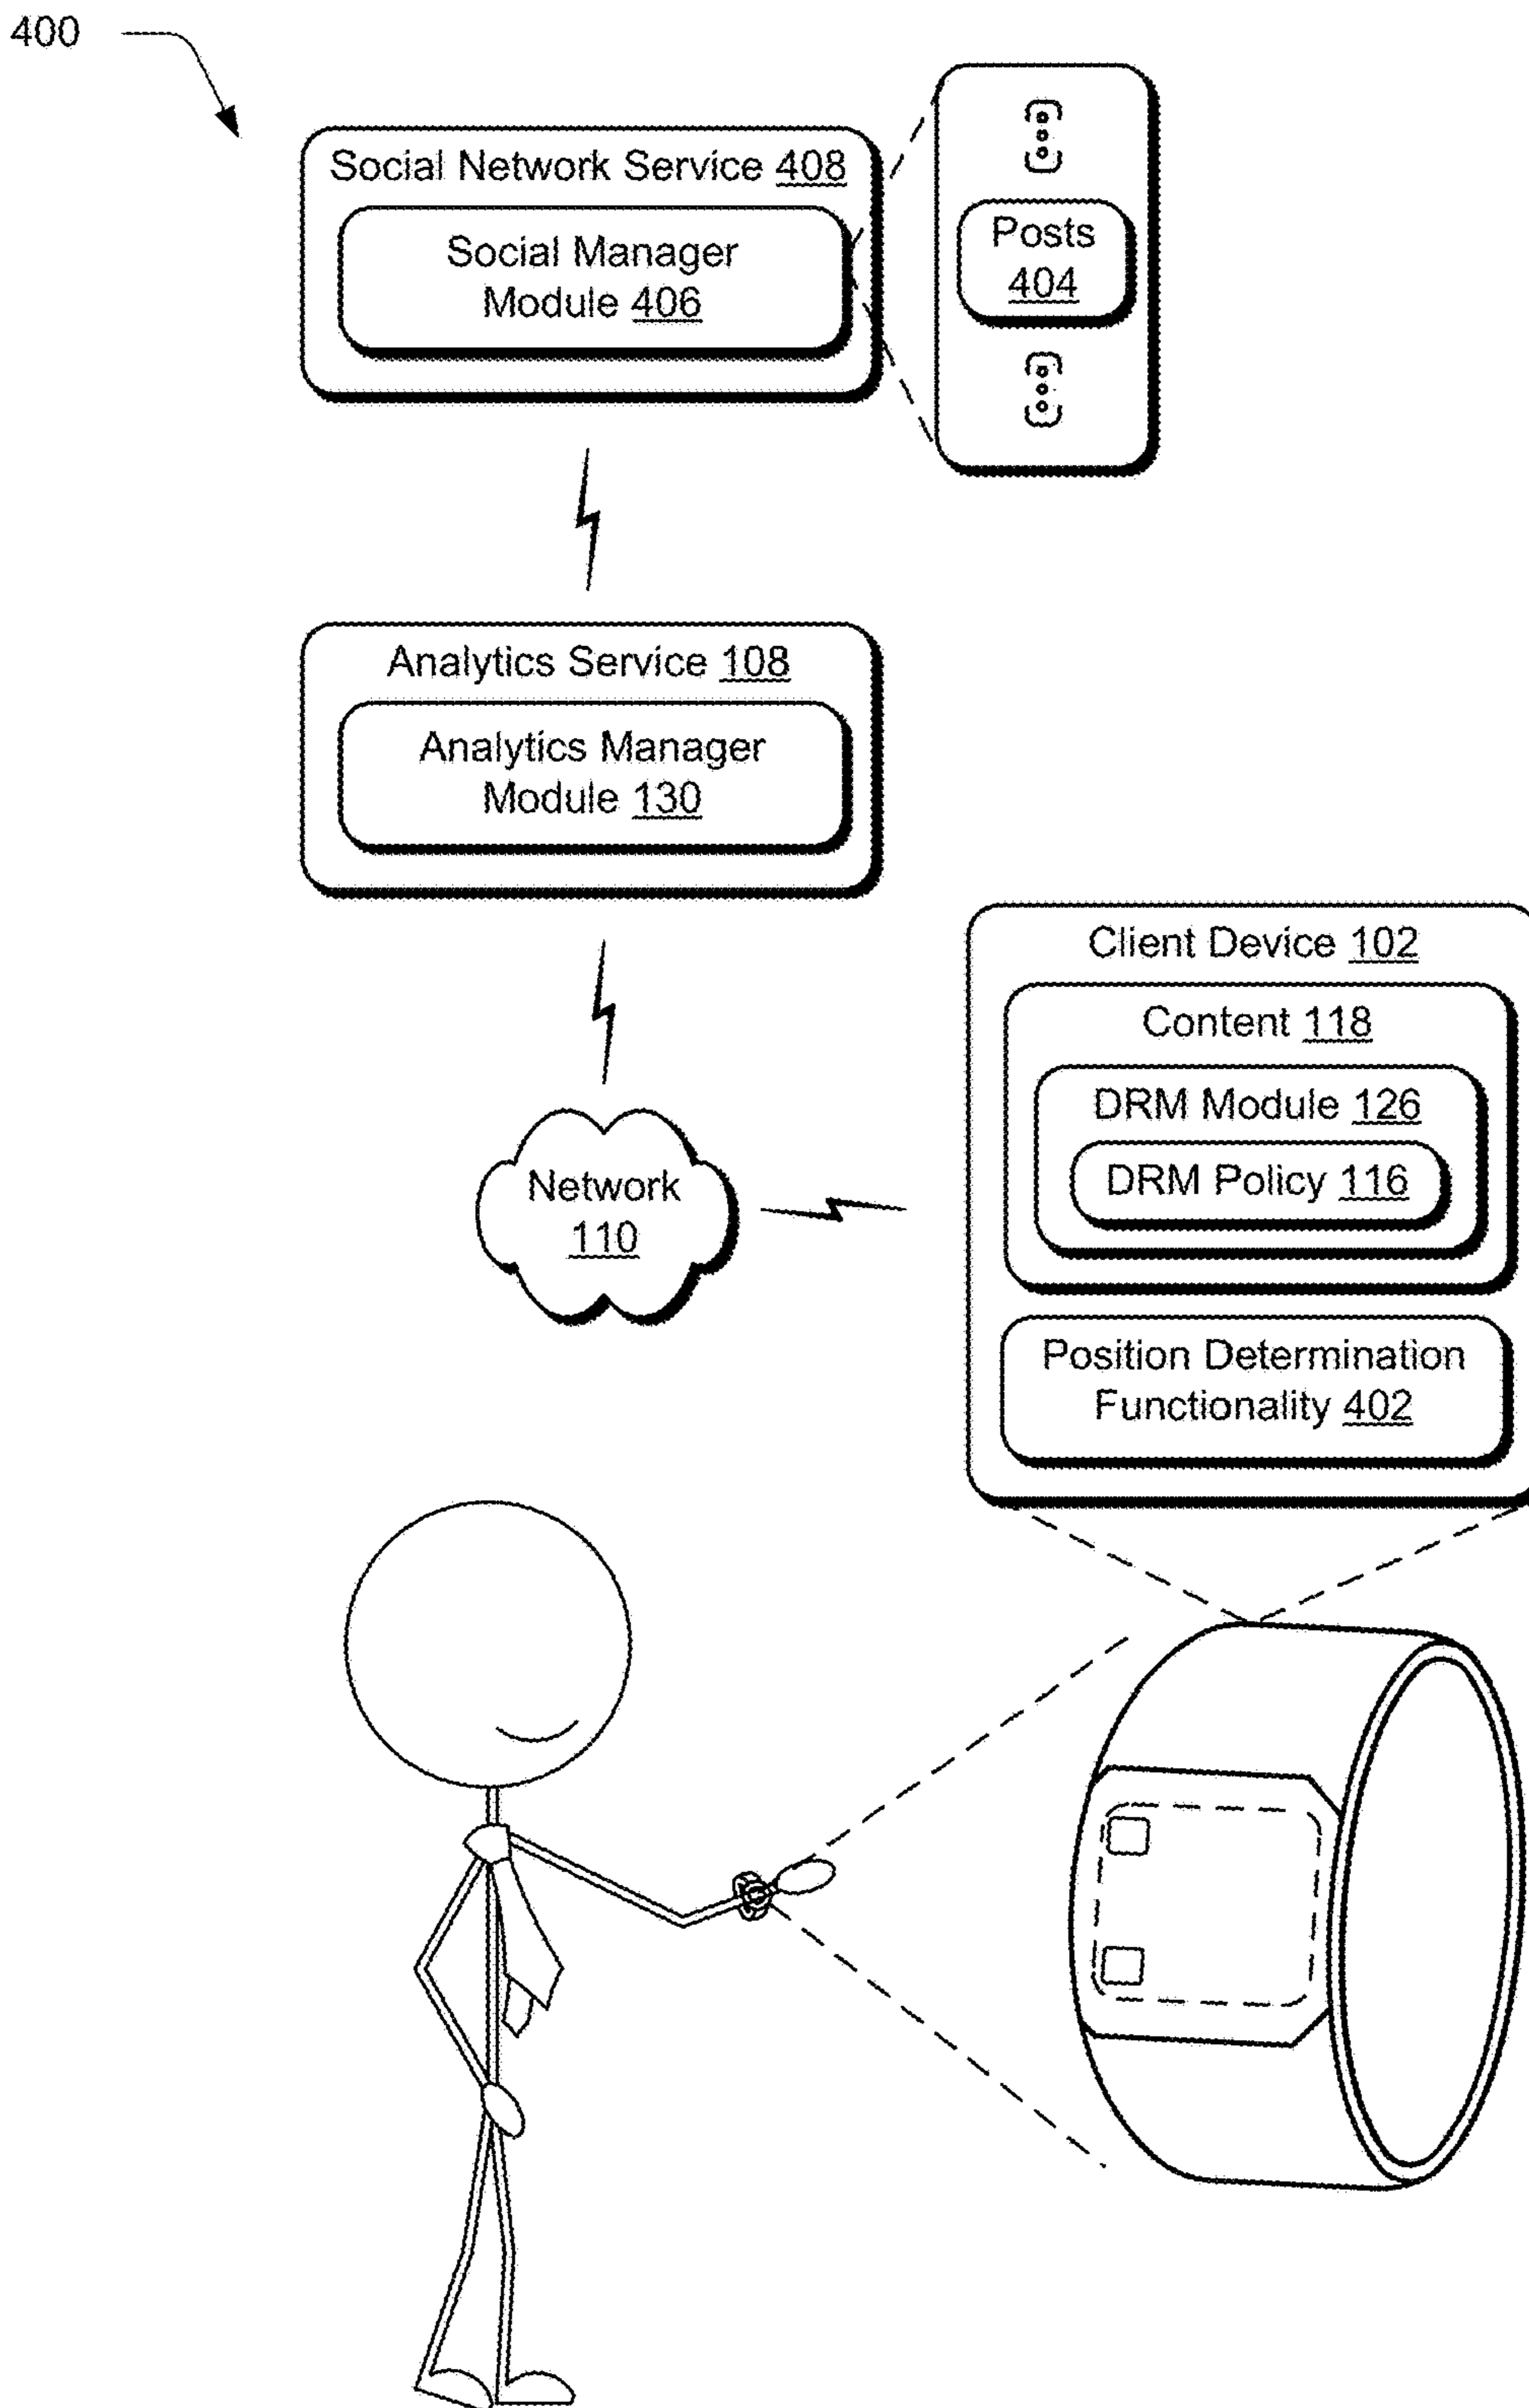 400
Social Network Service 408
Social Manager
Module 406
Posts
404
Analytics Service 108
Analytics Manager
Module 130
Client Device 102
Content 118
DRM Module 126
DRM Policy 116
Network
110
Position Determination
Functionality 402